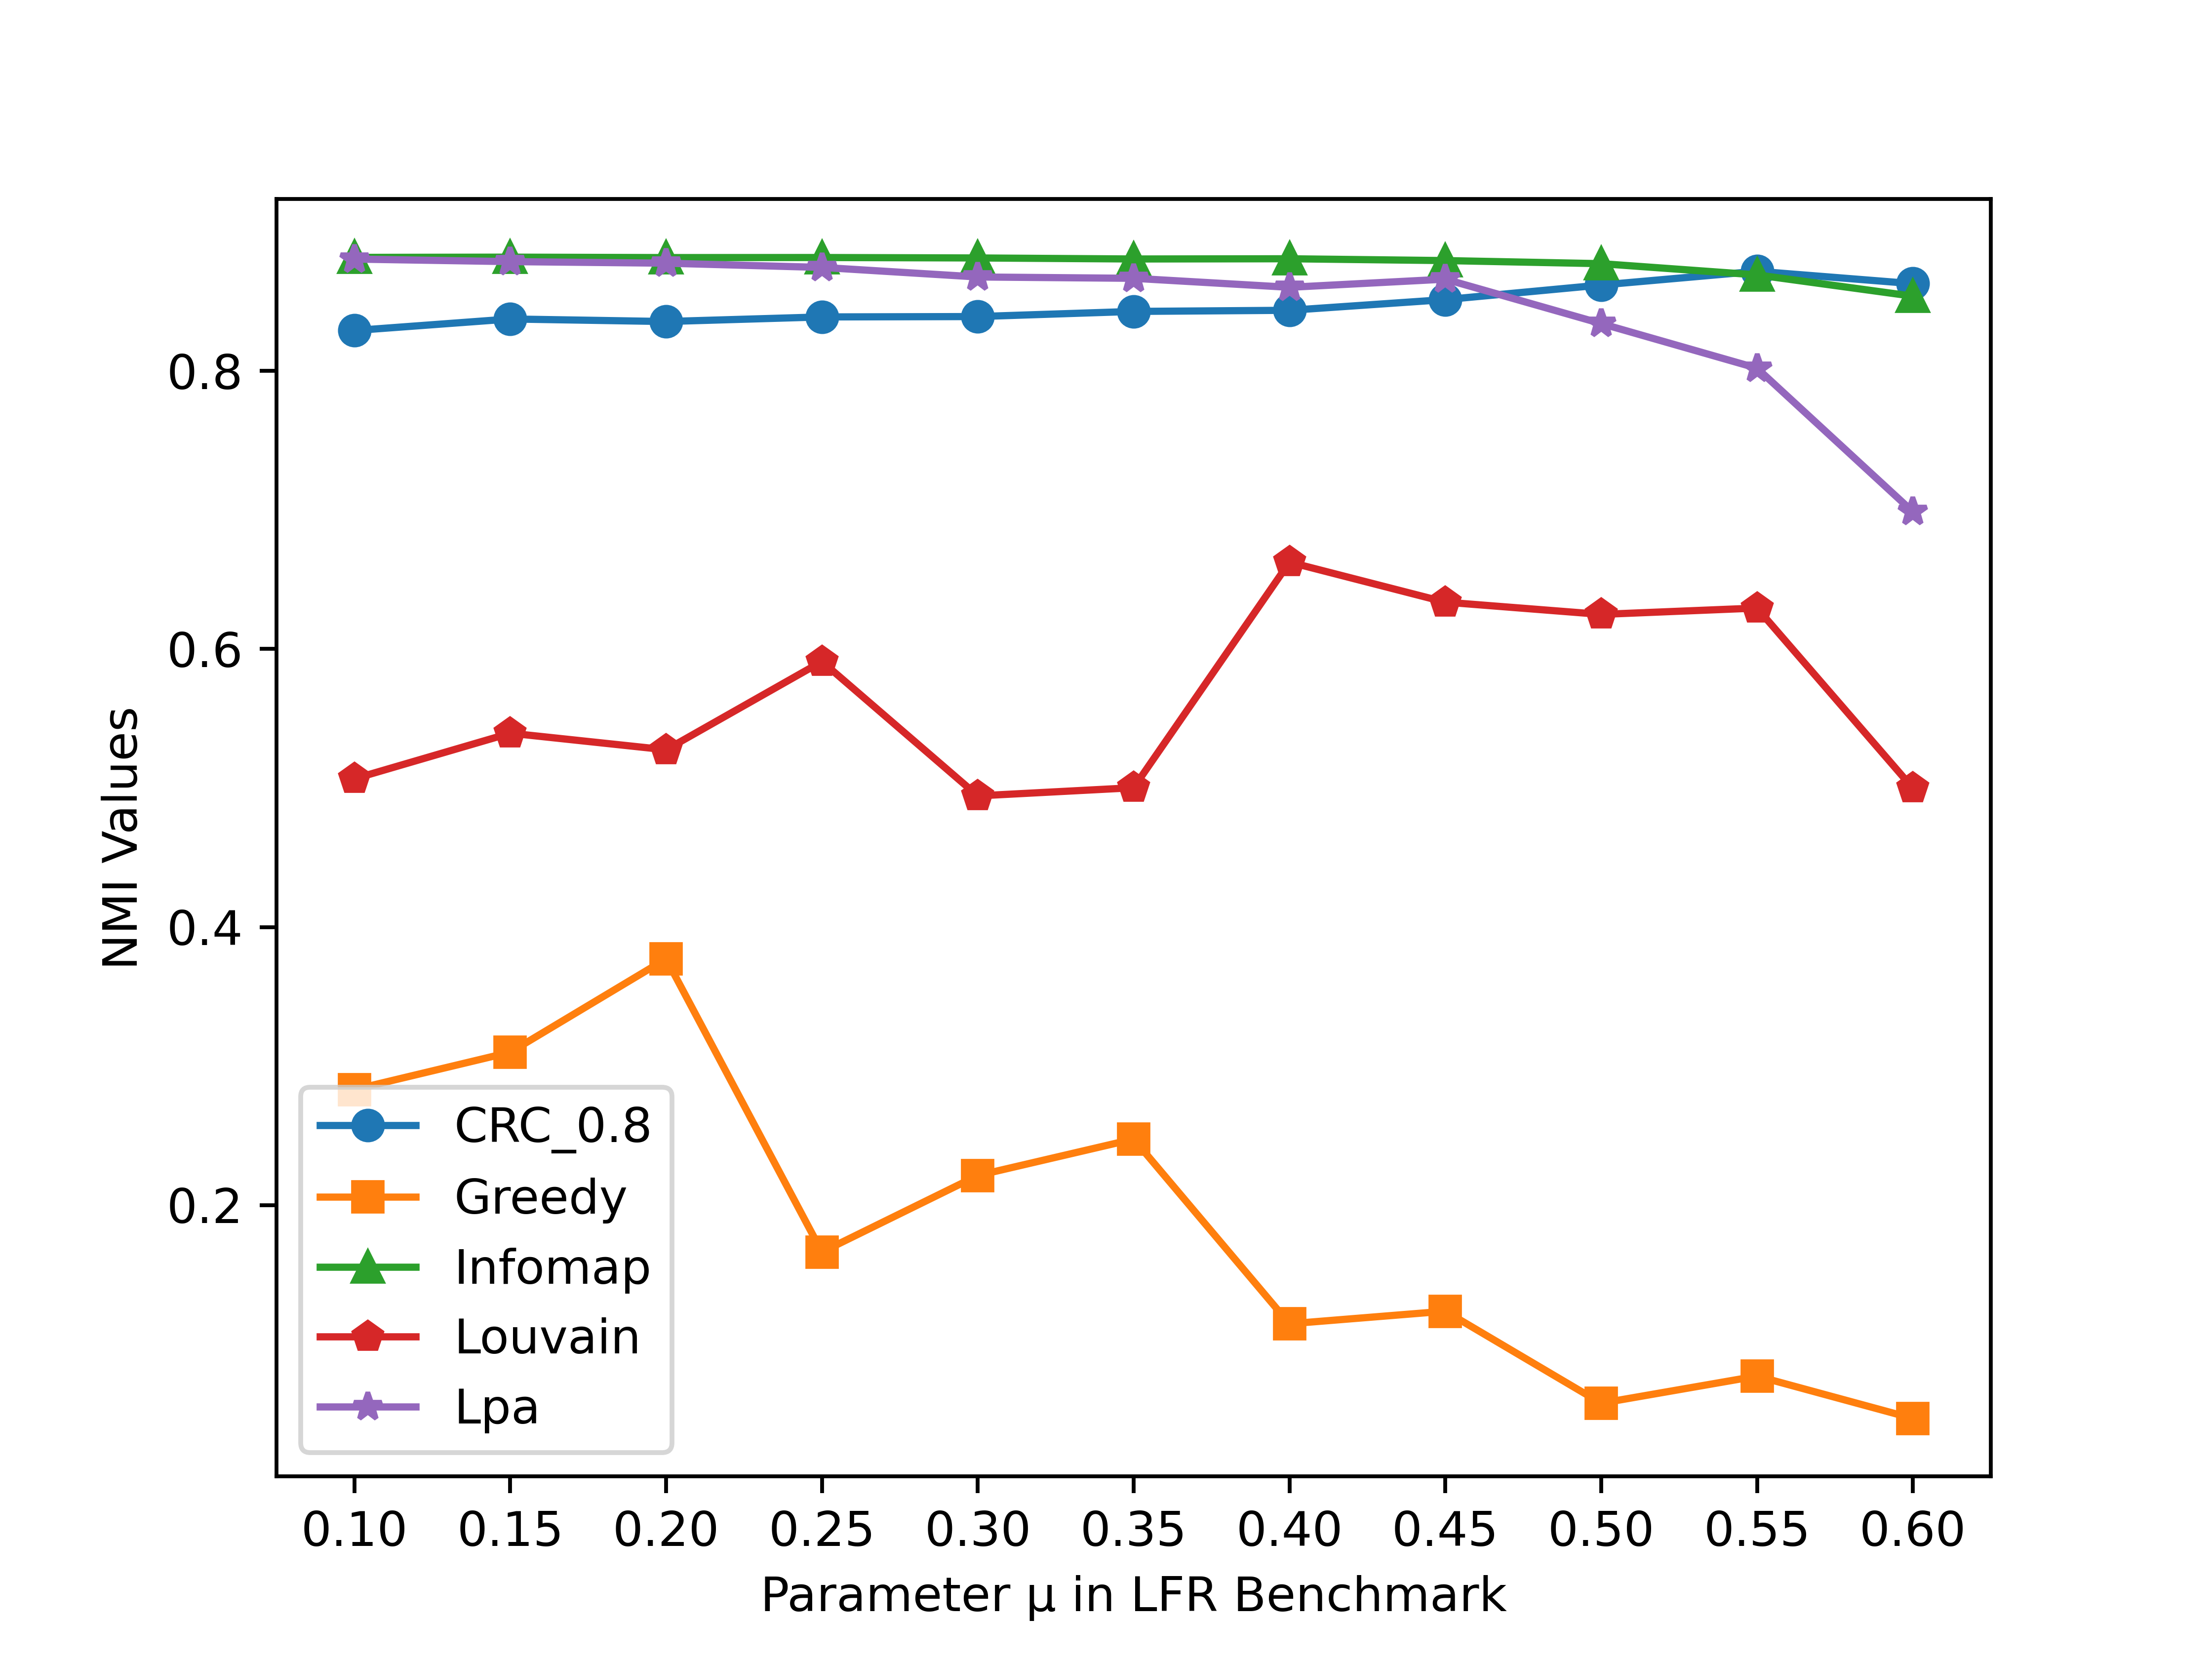 NMI Values
0.8
0.6
0.4
0.2
CRC_0.8
Greedy
Infomap
Louvain
Lpa
0.10 0.15 0.20 0.25 0.30 0.35 0.40 0.45 0.50 0.55 0.60
Parameter μ in LFR Benchmark